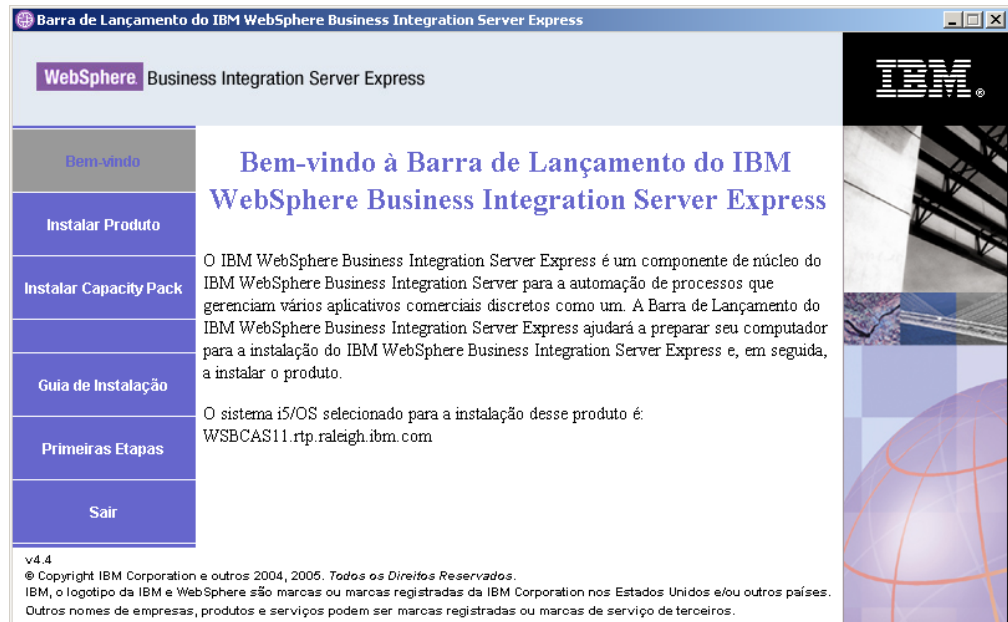 Barra de Lançamento do IBM WebSphere Business Integration Server Express
WebSphere. Business Integration Server Express
IBM®
Bem-vindo
Instalar Produto
Instalar Capacity Pack
Guia de Instalação
Primeiras Etapas
Sair
Bem-vindo à Barra de Lançamento do IBM
WebSphere Business Integration Server Express
O IBM WebSphere Business Integration Server Express é um componente de núcleo do
IBM WebSphere Business Integration Server para a automação de processos que
gerenciam vários aplicativos comerciais discretos como um. A Barra de Lançamento do
IBM WebSphere Business Integration Server Express ajudará a preparar seu computador
para a instalação do IBM WebSphere Business Integration Server Express e, em seguida,
a instalar o produto.
O sistema i5/OS selecionado para a instalação desse produto é:
WSBCAS11.rtp.raleigh.ibm.com
v4.4
© Copyright IBM Corporation e outros 2004, 2005. Todos os Direitos Reservados.
IBM, o logotipo da IBM e WebSphere são marcas ou marcas registradas da IBM Corporation nos Estados Unidos e/ou outros países.
Outros nomes de empresas, produtos e serviços podem ser marcas registradas ou marcas de serviço de terceiros.